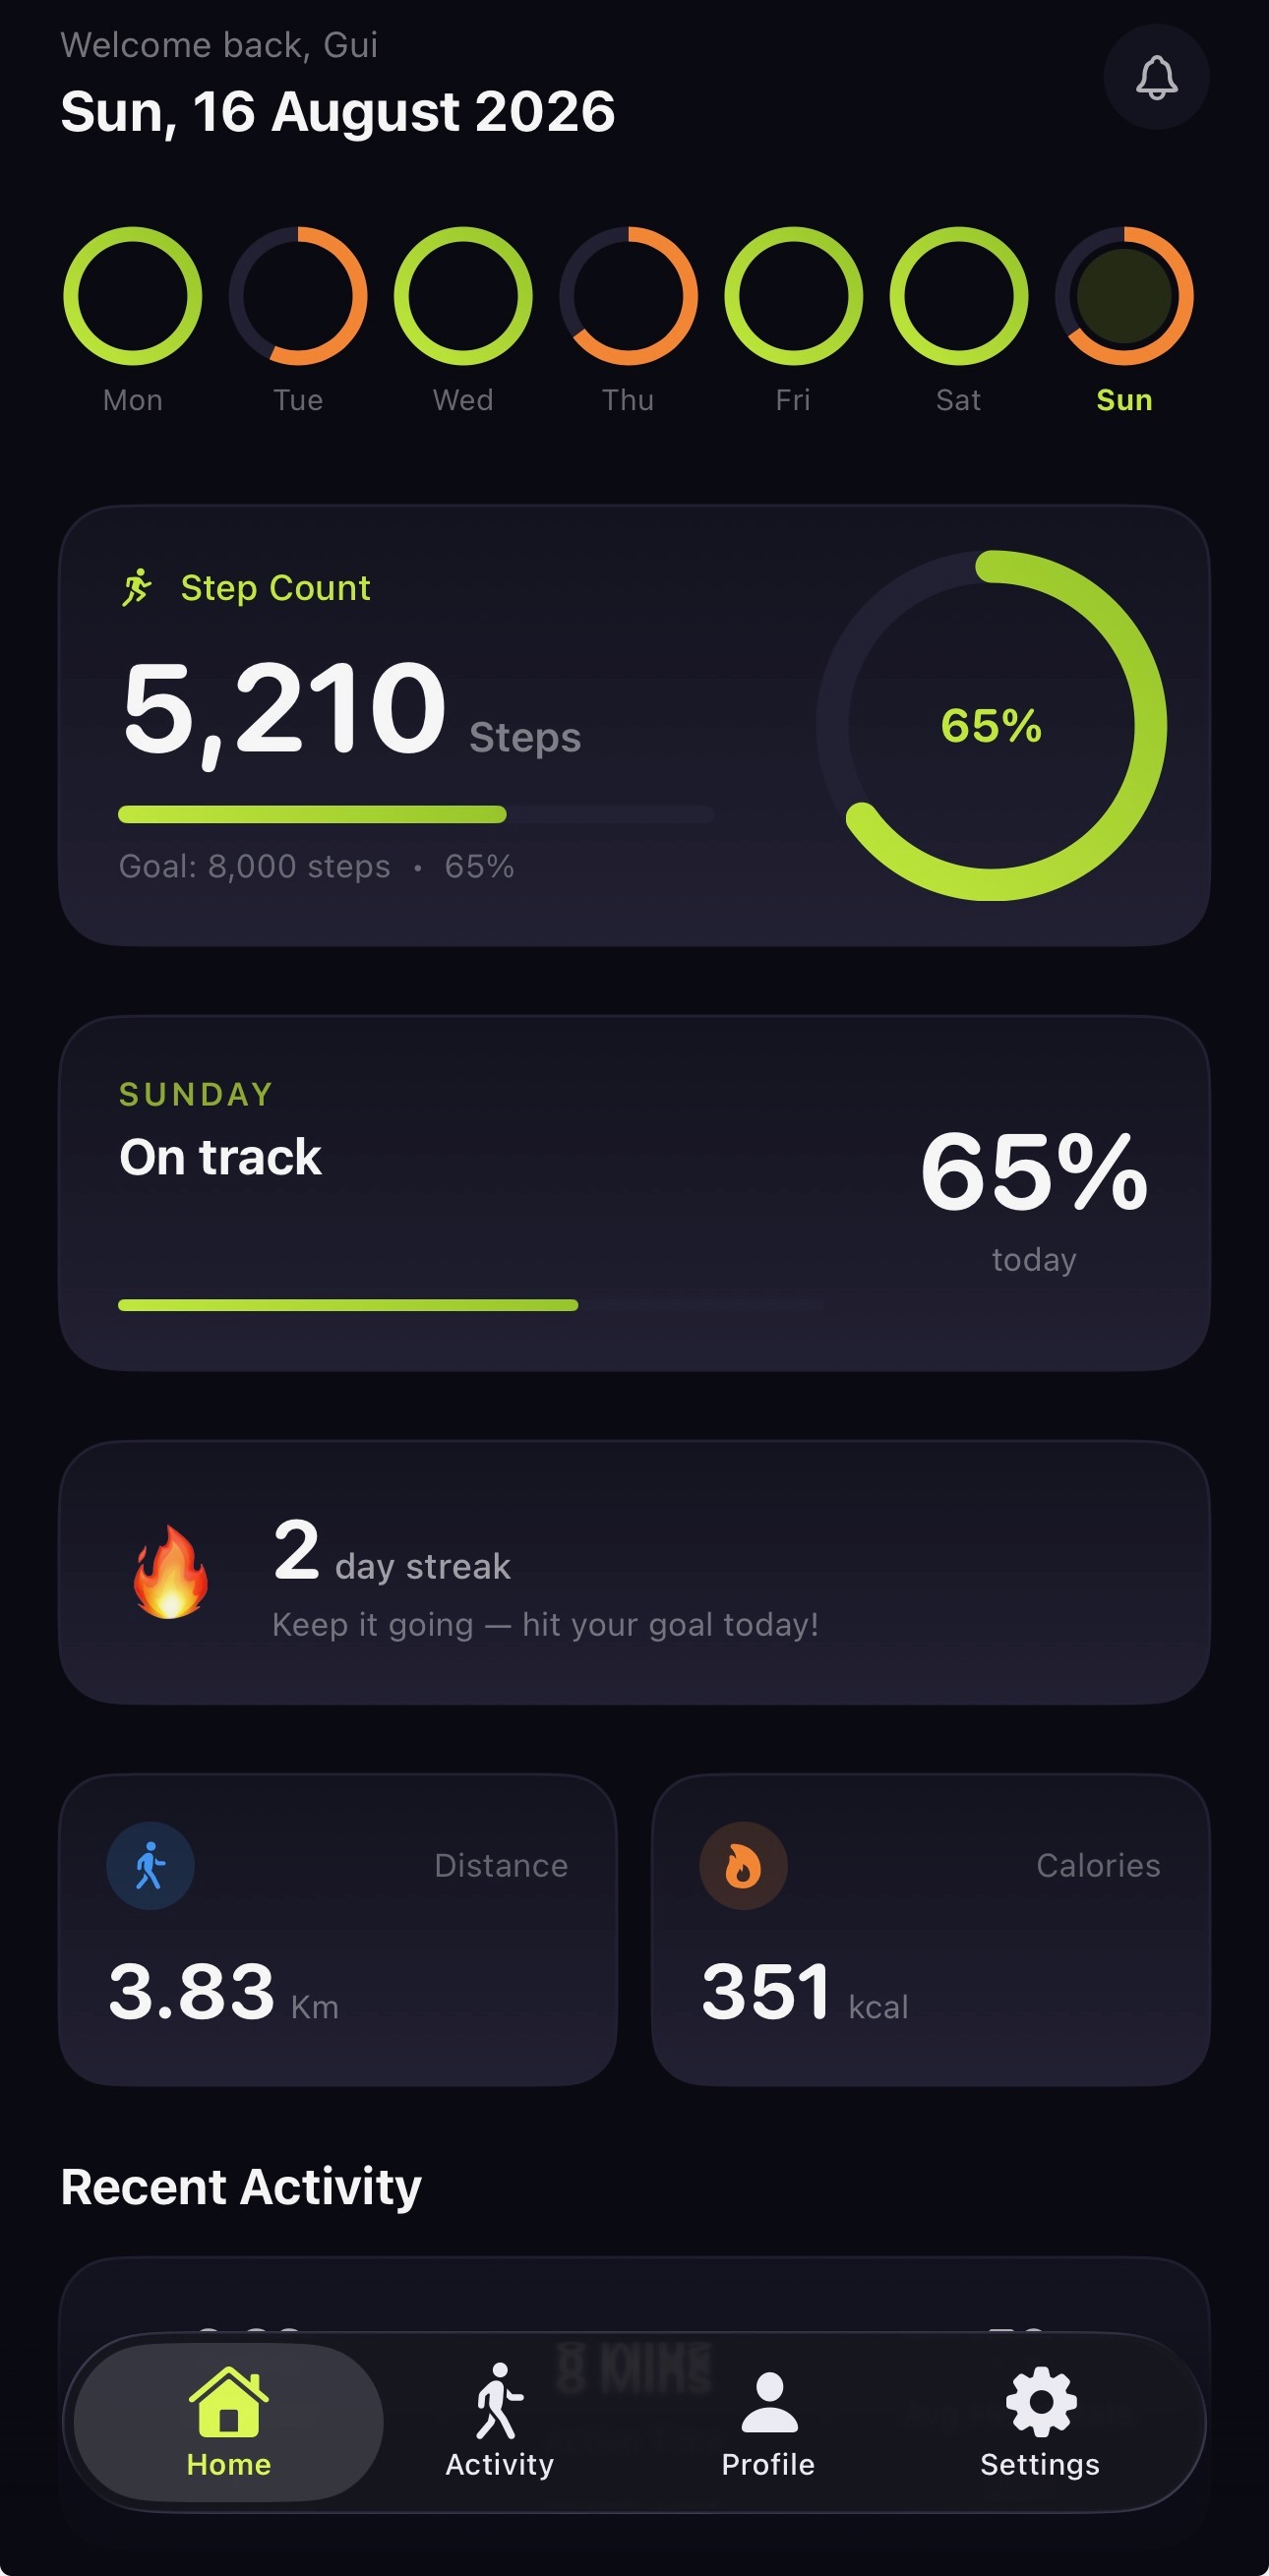 Welcome back, Gui
Sun, 16 August 2026
Mon Tue Wed Thu Fri Sat Sun
Step Count
5,210 Steps
65%
Goal: 8,000 steps • 65%
SUNDAY
On track
65%
today
2 day streak
Keep it going — hit your goal today!
Distance
3.83 Km
Calories
351 kcal
Recent Activity
Home Activity Profile Settings